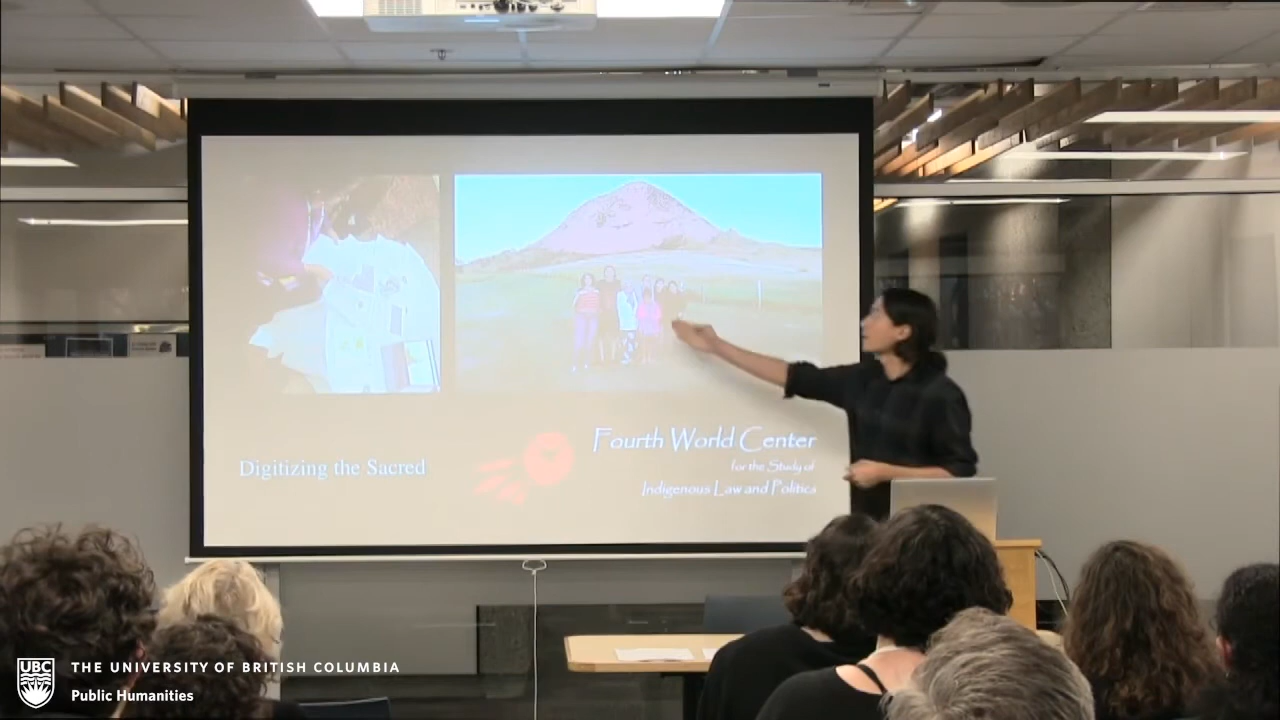 Digitizing the Sacred
Fourth World Center
for the Study of
Indigenous Law and Politics
UBC
THE UNIVERSITY OF BRITISH COLUMBIA
Public Humanities